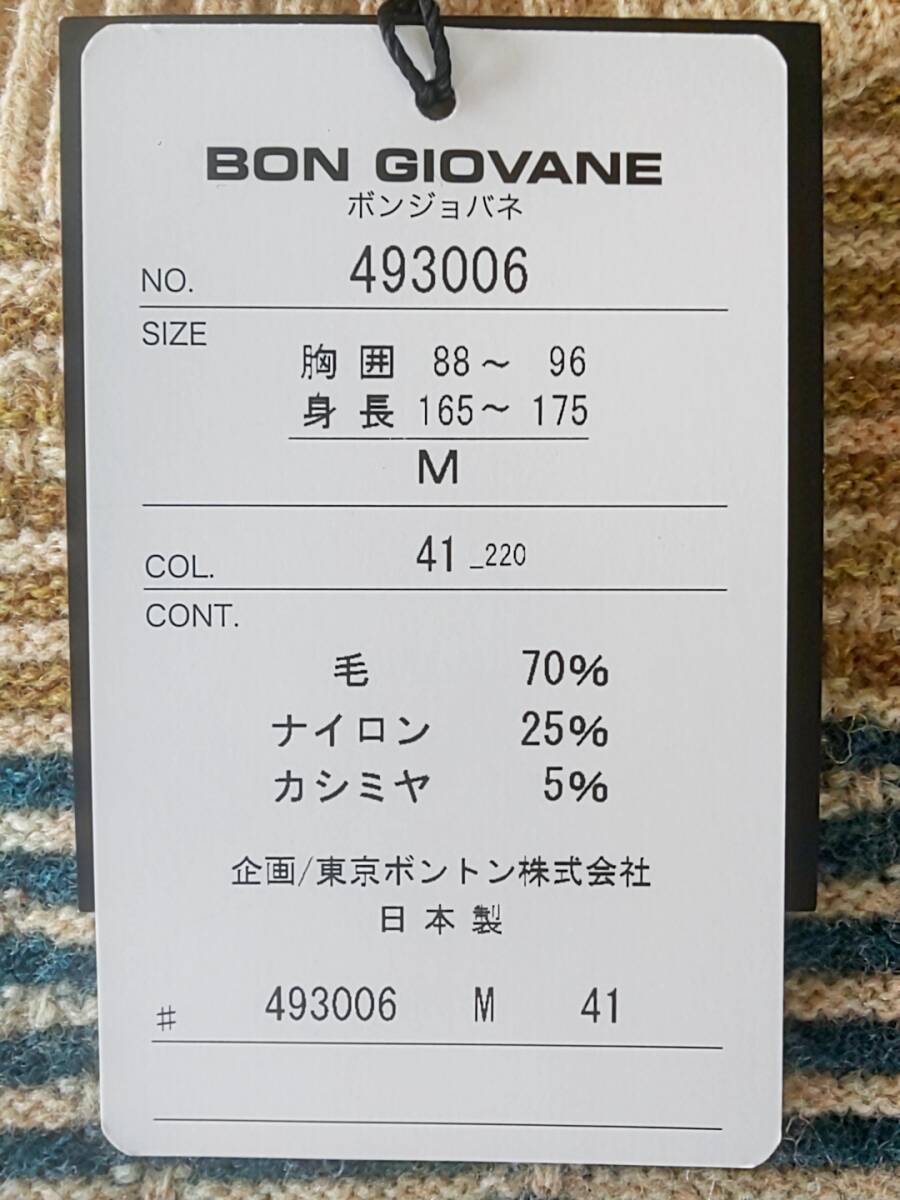 BON GIOVANE
ボンジョバネ
NO. 493006
SIZE
胸囲 88～ 96
身長 165～ 175
M
COL. 41_220
CONT.
毛 70%
ナイロン 25%
カシミヤ 5%
企画/東京ボントン株式会社
日本製
# 493006 M 41